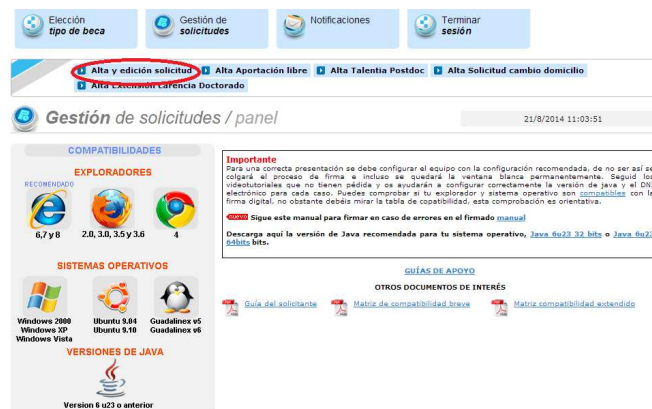 Elección
tipo de beca
Gestión de
solicitudes
Notificaciones
Terminar
sesión
Alta y edición solicitud Alta Aportación libre Alta Talentia Postdoc Alta Solicitud cambio domicilio
Alta Extensión Carencia Doctorado
Gestión de solicitudes / panel
21/8/2014 11:03:51
COMPATIBILIDADES
EXPLORADORES
RECOMENDADO
6,7 y 8 2.0, 3.0, 3.5 y 3.6 4
SISTEMAS OPERATIVOS
Windows 2000
Windows XP
Windows Vista
Ubuntu 9.04
Ubuntu 9.10
Guadalinex v5
Guadalinex v6
VERSIONES DE JAVA
Version 6 u23 o anterior
Importante
Para una correcta presentación se debe configurar el equipo con la configuración recomendada, de no ser así se
colgará el proceso de firma e incluso se quedará la ventana blanca permanentemente. Seguid los
videotutoriales que no tienen pédida y os ayudarán a configurar correctamente la versión de java y el DNI
electrónico para cada caso. Puedes comprobar si tu explorador y sistema operativo son compatibles con la
firma digital, no obstante debéis mirar la tabla de copatibilidad, esta comprobación es orientativa.
nuevo Sigue este manual para firmar en caso de errores en el firmado manual
Descarga aquí la versión de Java recomendada para tu sistema operativo, Java 6u23 32 bits o Java 6u23
64bits bits.
GUÍAS DE APOYO
OTROS DOCUMENTOS DE INTERÉS
Guía del solicitante Matriz de compatibilidad breve Matriz compatibilidad extendido